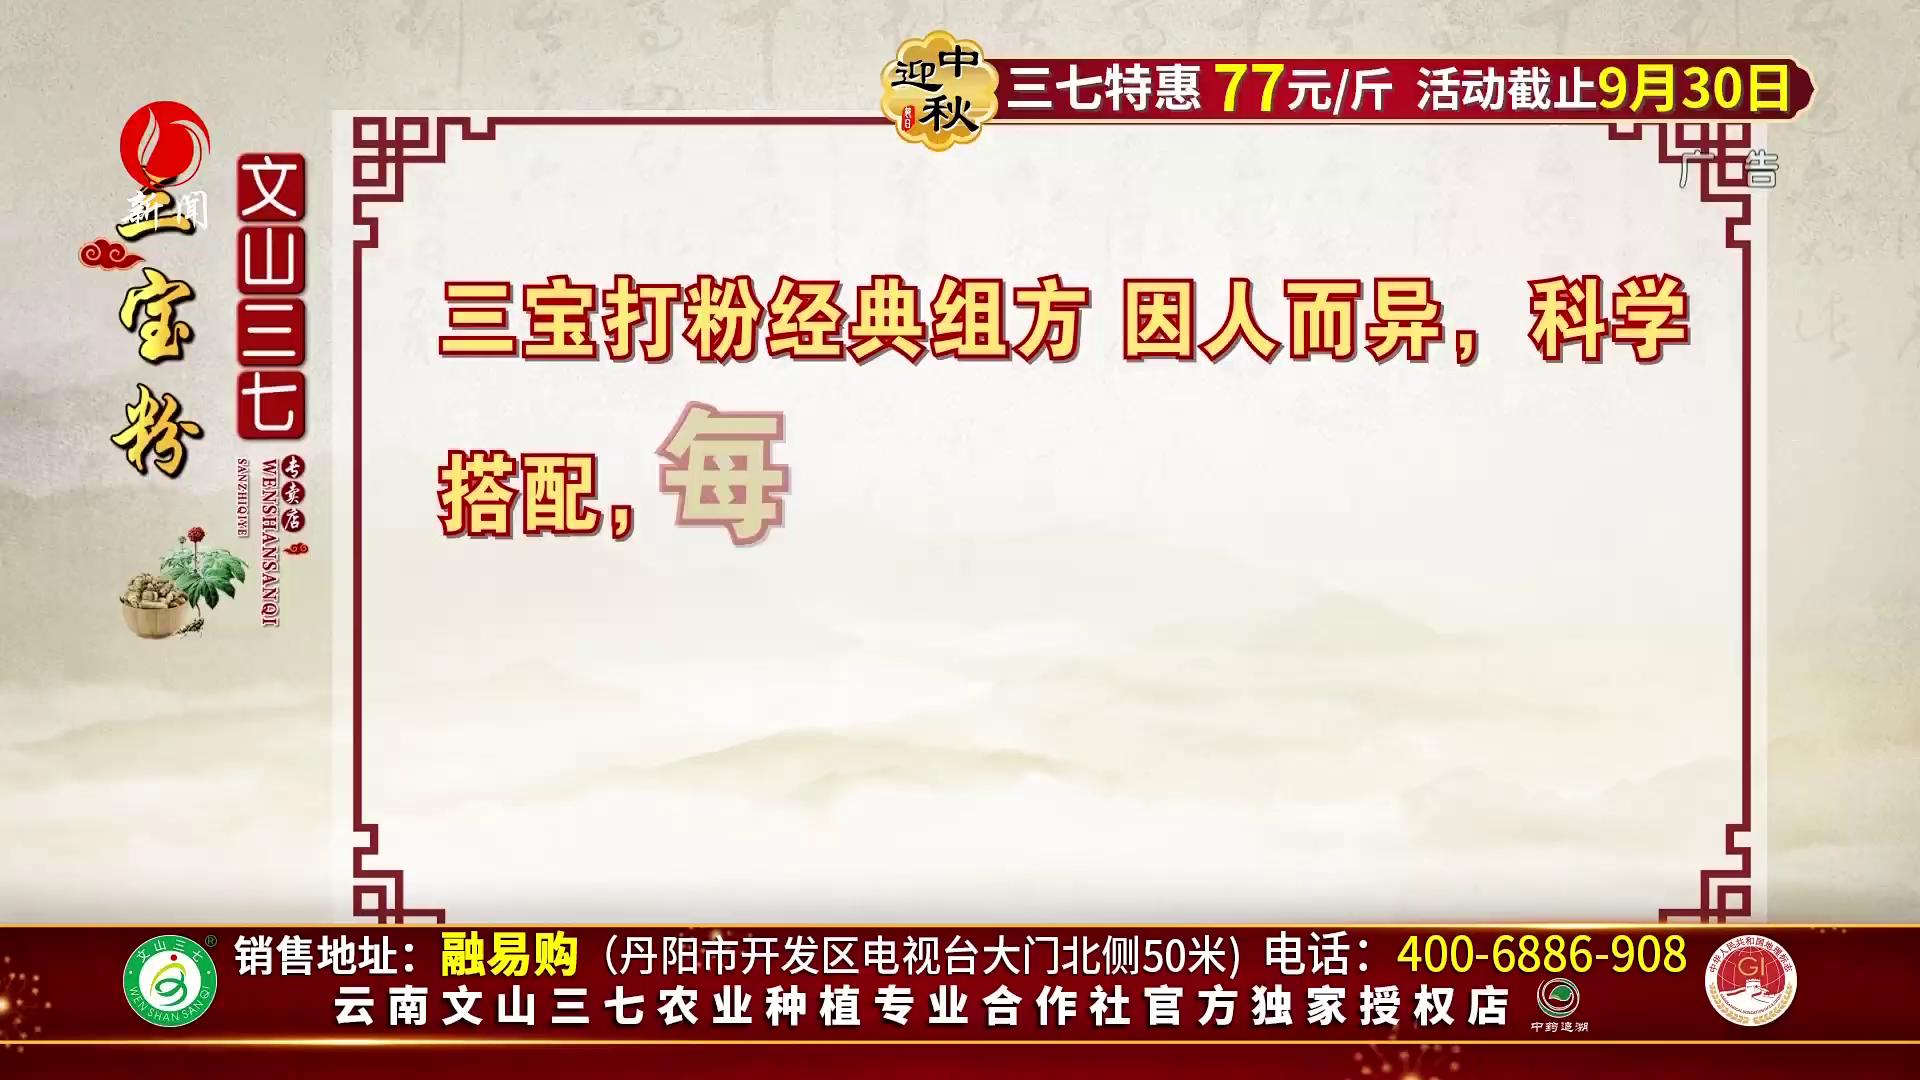 迎中秋
三七特惠 77元/斤 活动截止9月30日
广告
新闻
三宝粉
文山三七
专卖店
WENSHANSANQI
SANZHIQIYE
三宝打粉经典组方 因人而异，科学
搭配，每
销售地址：融易购（丹阳市开发区电视台大门北侧50米）电话：400-6886-908
云南文山三七农业种植专业合作社官方独家授权店
文山三七
WEN SHAN SAN QI
®
中药追溯
中华人民共和国地理标志
GI